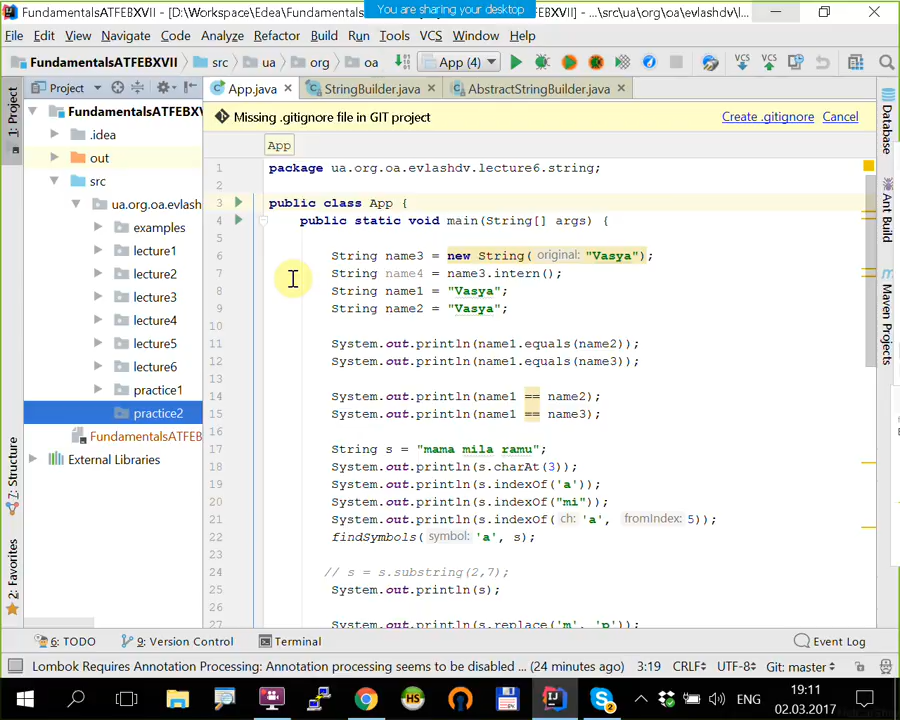 FundamentalsATFEBXVII - [D:\Workspace\Edea\Fundamental
You are sharing your desktop
- ...\src\ua\org\oa\evlashdv\l...
File Edit View Navigate Code Analyze Refactor Build Run Tools VCS Window Help
FundamentalsATFEBXVII src ua org oa App (4) VCS VCS
Project App.java StringBuilder.java AbstractStringBuilder.java
1: Project
7: Structure
2: Favorites
FundamentalsATFEBXV
.idea
out
src
ua.org.oa.evlash
examples
lecture1
lecture2
lecture3
lecture4
lecture5
lecture6
practice1
practice2
FundamentalsATFEB
External Libraries
Missing .gitignore file in GIT project Create .gitignore Cancel
App
1 package ua.org.oa.evlashdv.lecture6.string;
2
3 public class App {
4 public static void main(String[] args) {
5
6 String name3 = new String( original: "Vasya");
7 String name4 = name3.intern();
8 String name1 = "Vasya";
9 String name2 = "Vasya";
10
11 System.out.println(name1.equals(name2));
12 System.out.println(name1.equals(name3));
13
14 System.out.println(name1 == name2);
15 System.out.println(name1 == name3);
16
17 String s = "mama mila ramu";
18 System.out.println(s.charAt(3));
19 System.out.println(s.indexOf('a'));
20 System.out.println(s.indexOf("mi"));
21 System.out.println(s.indexOf( ch: 'a', fromIndex: 5));
22 findSymbols( symbol: 'a', s);
23
24 // s = s.substring(2,7);
25 System.out.println(s);
26
27 System.out.println(s.replace('m', 'p'));
Database
Ant Build
Maven Projects
6: TODO 9: Version Control Terminal Event Log
Lombok Requires Annotation Processing: Annotation processing seems to be disabled ... (24 minutes ago) 3:19 CRLF UTF-8 Git: master
HS 2 ENG 19:11
02.03.2017